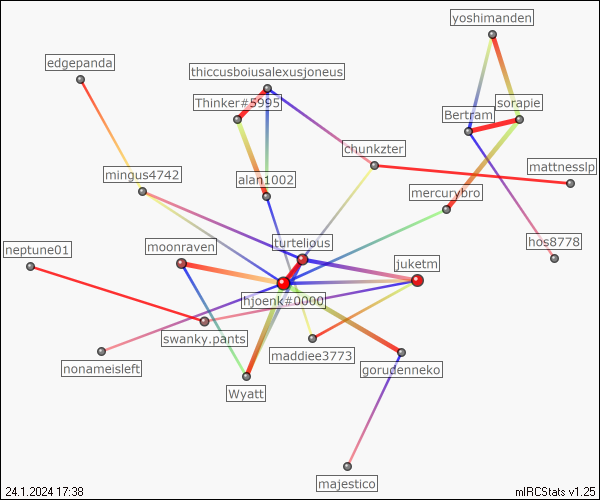 yoshimanden
edgepanda
thiccusboiusalexusjoneus
Thinker#5995
sorapie
Bertram
chunkzter
mattnesslp
mingus4742
alan1002
mercurybro
turtelious
hos8778
neptune01
moonraven
juketm
hjoenk#0000
swanky.pants
maddiee3773
nonameisleft
gorudenneko
Wyatt
majestico
24.1.2024 17:38
mIRCStats v1.25